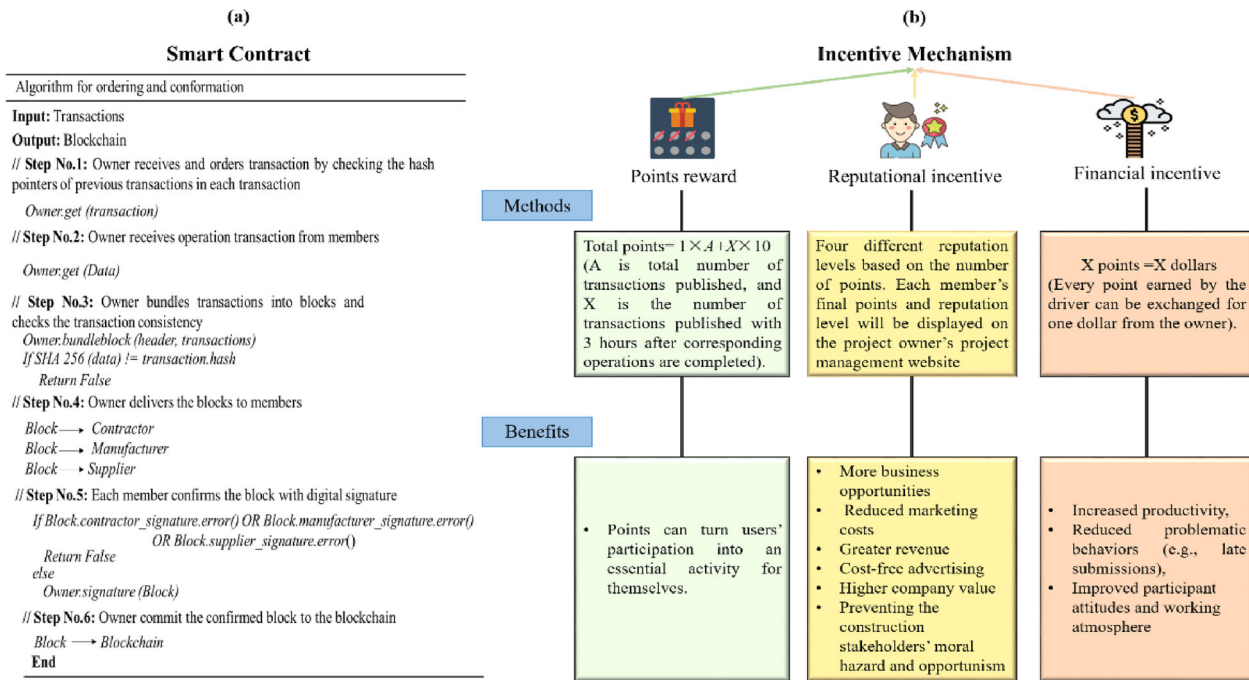 (a)
Smart Contract
Algorithm for ordering and conformation
Input: Transactions
Output: Blockchain
// Step No.1: Owner receives and orders transaction by checking the hash
pointers of previous transactions in each transaction
Owner.get (transaction)
// Step No.2: Owner receives operation transaction from members
Owner.get (Data)
// Step No.3: Owner bundles transactions into blocks and
checks the transaction consistency
Owner.bundleblock (header, transactions)
If SHA 256 (data) != transaction.hash
Return False
// Step No.4: Owner delivers the blocks to members
Block⟶ Contractor
Block⟶ Manufacturer
Block⟶ Supplier
// Step No.5: Each member confirms the block with digital signature
If Block.contractor_signature.error() OR Block.manufacturer_signature.error()
OR Block.supplier_signature.error()
Return False
else
Owner.signature (Block)
// Step No.6: Owner commit the confirmed block to the blockchain
Block ⟶ Blockchain
End
(b)
Incentive Mechanism
Points reward
Reputational incentive
Financial incentive
Methods
Total points= 1×A+X×10
(A is total number of
transactions published, and
X is the number of
transactions published with
3 hours after corresponding
operations are completed).
Four different reputation
levels based on the number
of points. Each member's
final points and reputation
level will be displayed on
the project owner's project
management website
X points =X dollars
(Every point earned by the
driver can be exchanged for
one dollar from the owner).
Benefits
• Points can turn users'
participation into an
essential activity for
themselves.
• More business
opportunities
• Reduced marketing
costs
• Greater revenue
• Cost-free advertising
• Higher company value
• Preventing the
construction
stakeholders' moral
hazard and opportunism
• Increased productivity,
• Reduced problematic
behaviors (e.g., late
submissions),
• Improved participant
attitudes and working
atmosphere